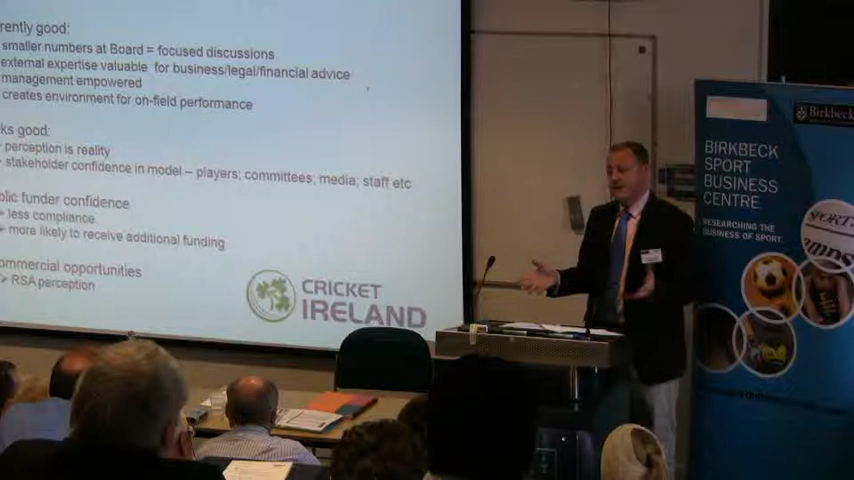 rently good:
smaller numbers at Board = focused discussions
external expertise valuable for business/legal/financial advice
management empowered
creates environment for on-field performance
ks good:
perception is reality
stakeholder confidence in model – players; committees; media; staff etc
blic funder confidence
less compliance
more likely to receive additional funding
ommercial opportunities
RSA perception
CRICKET
IRELAND
Birkbeck
BIRKBECK
SPORT
BUSINESS
CENTRE
RESEARCHING THE
BUSINESS OF SPORT